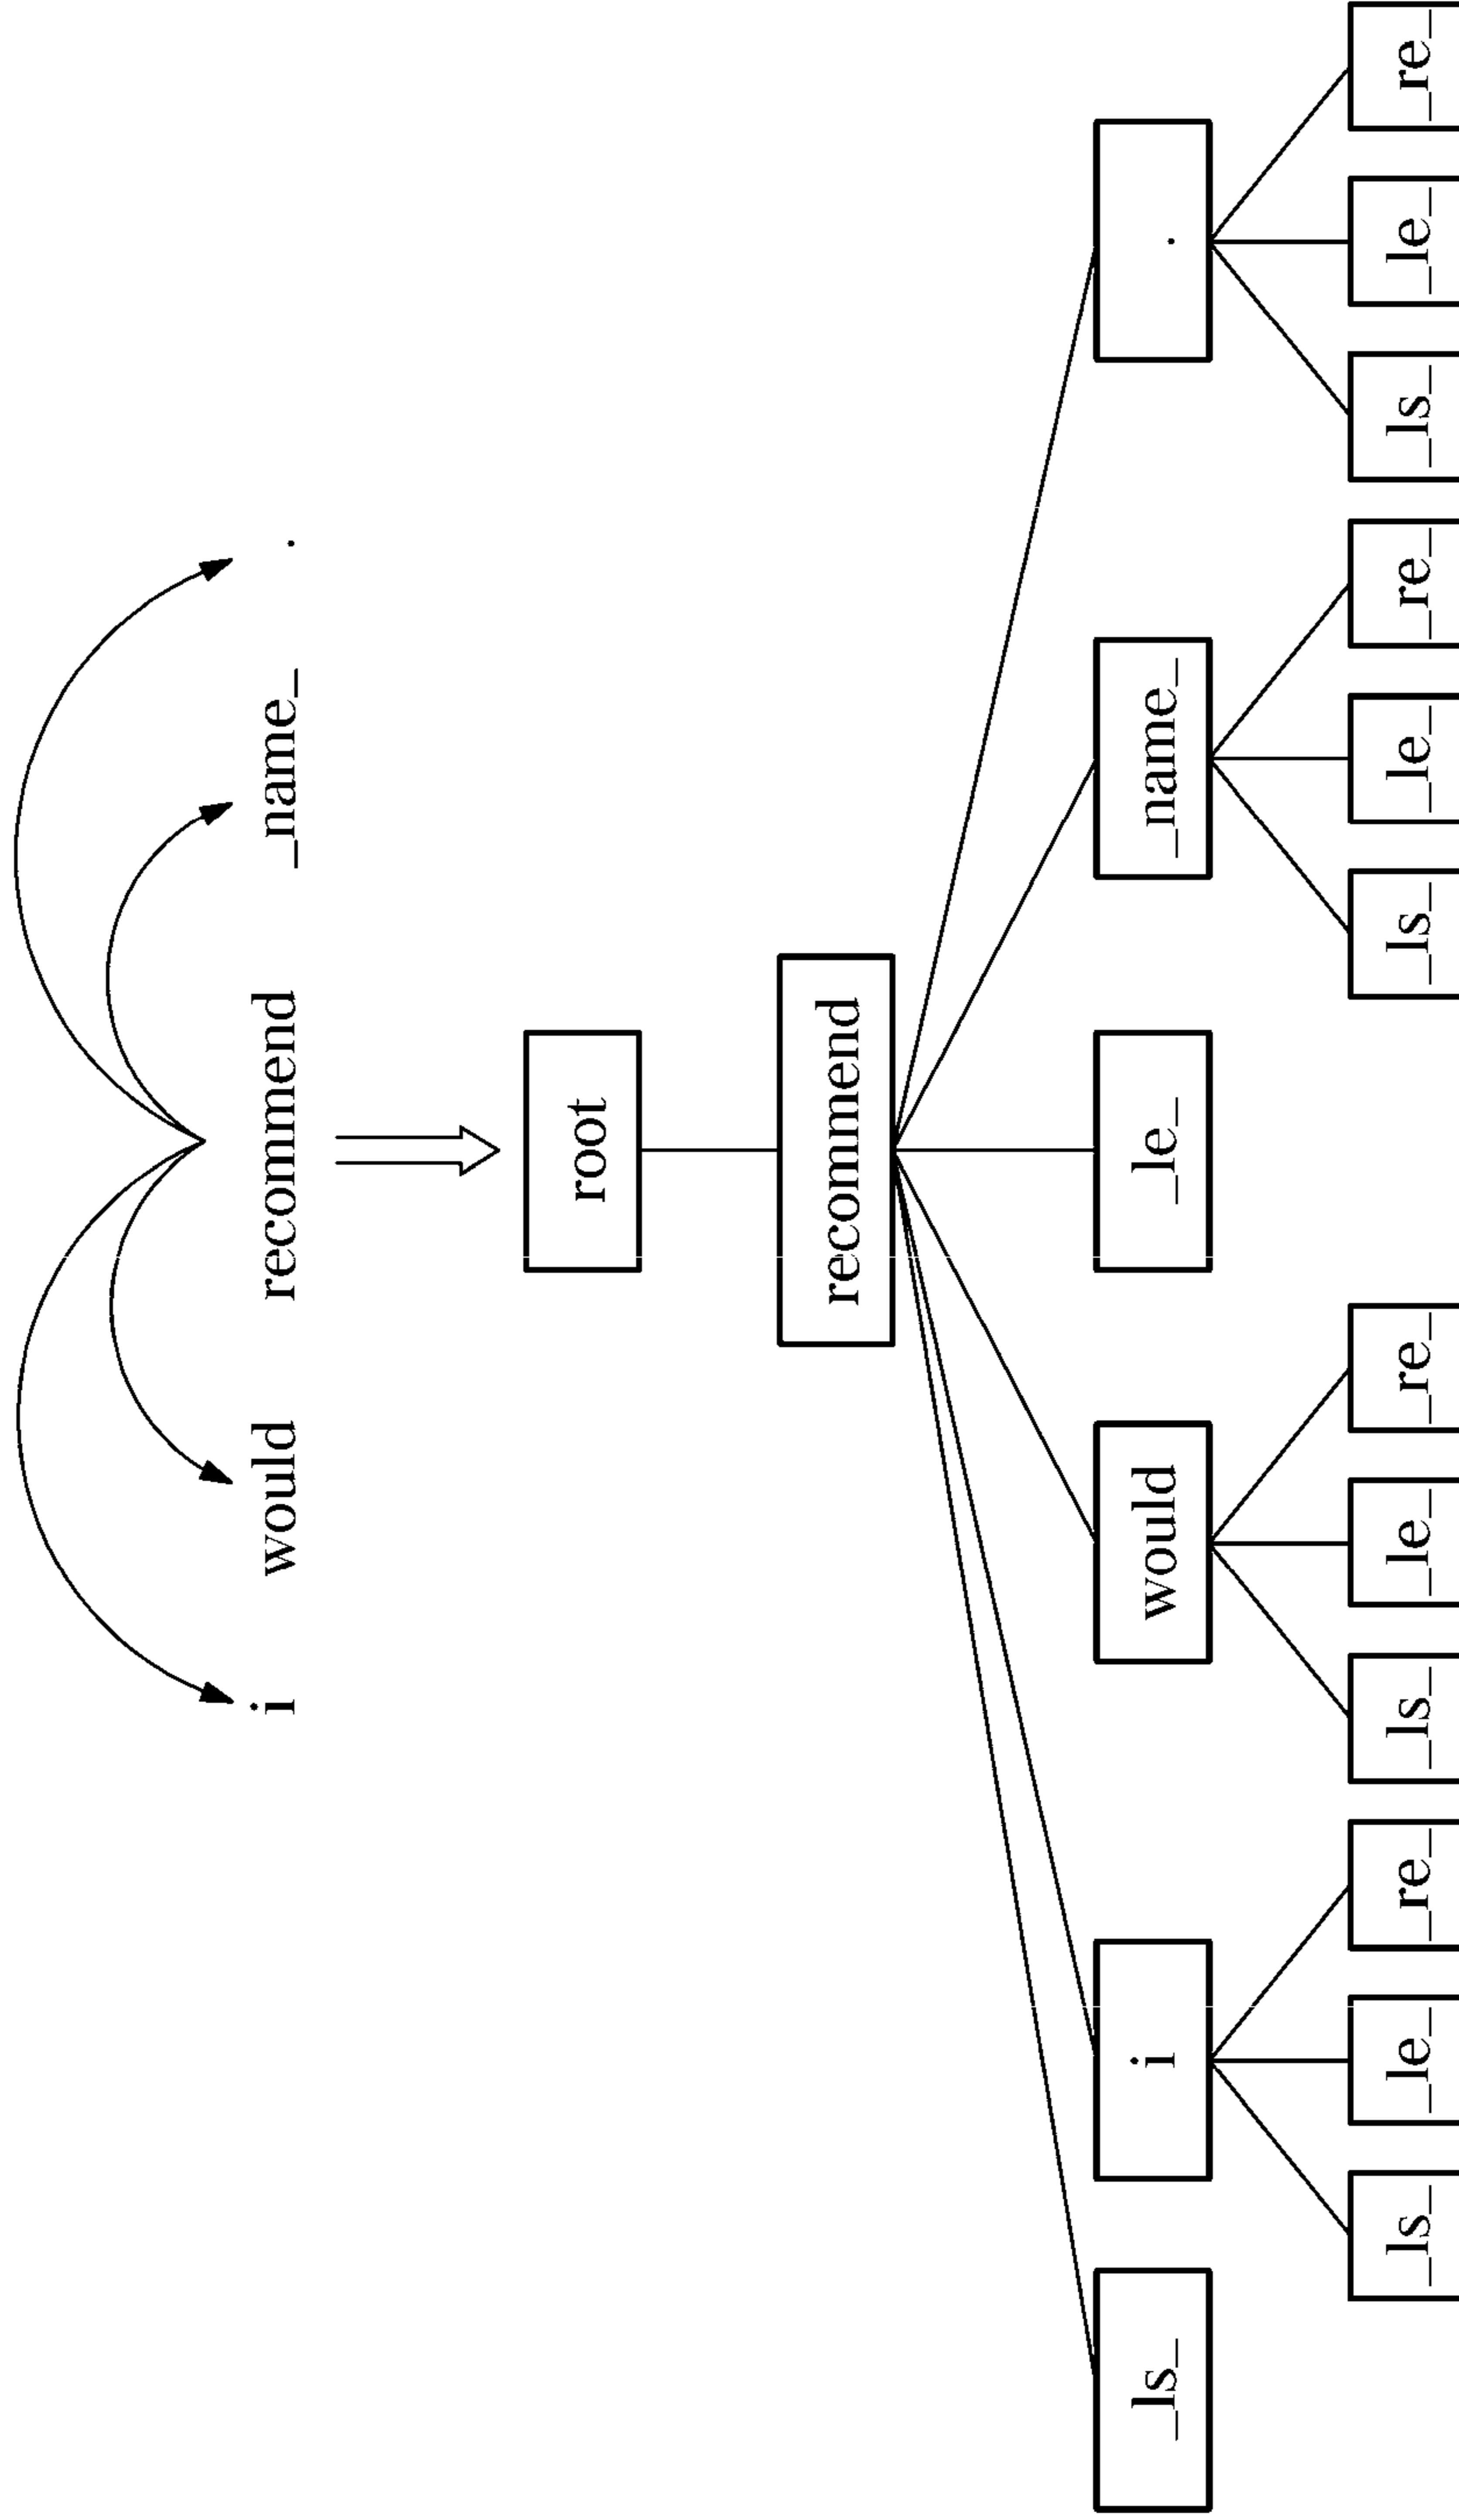 i would recommend _name_ .
root
recommend
_ls_ i would _le_ _name_ .
_ls_ _le_ _re_ _ls_ _le_ _re_ _ls_ _le_ _re_ _ls_ _le_ _re_